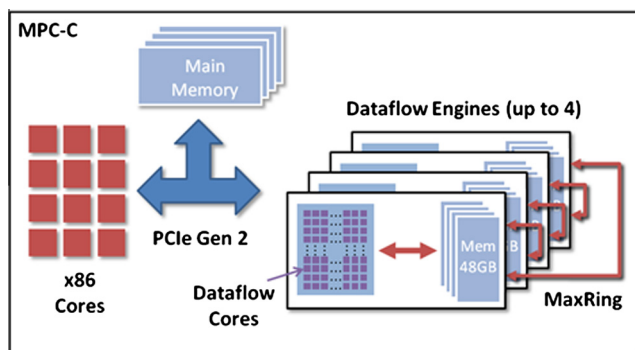 MPC-C
Main
Memory
Dataflow Engines (up to 4)
PCIe Gen 2
x86
Cores
Dataflow
Cores
Mem
48GB
MaxRing